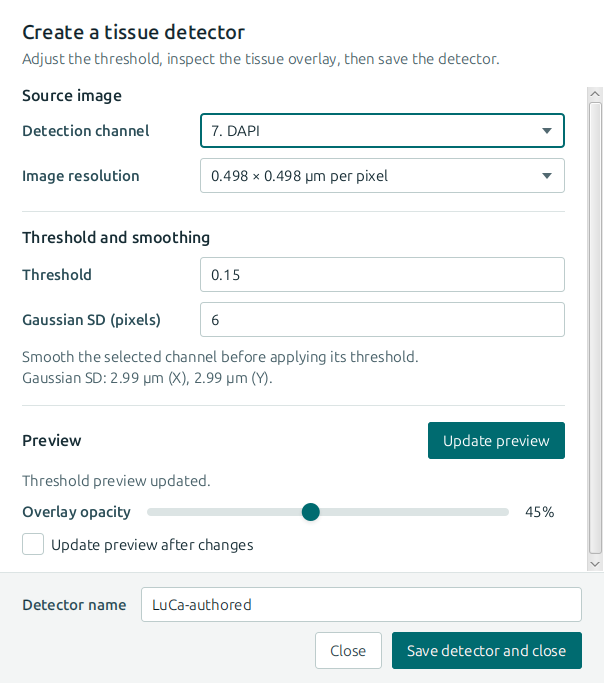 Create a tissue detector
Adjust the threshold, inspect the tissue overlay, then save the detector.
Source image
Detection channel
7. DAPI
Image resolution
0.498 × 0.498 µm per pixel
Threshold and smoothing
Threshold
0.15
Gaussian SD (pixels)
6
Smooth the selected channel before applying its threshold.
Gaussian SD: 2.99 µm (X), 2.99 µm (Y).
Preview
Update preview
Threshold preview updated.
Overlay opacity
45%
Update preview after changes
Detector name
LuCa-authored
Close
Save detector and close